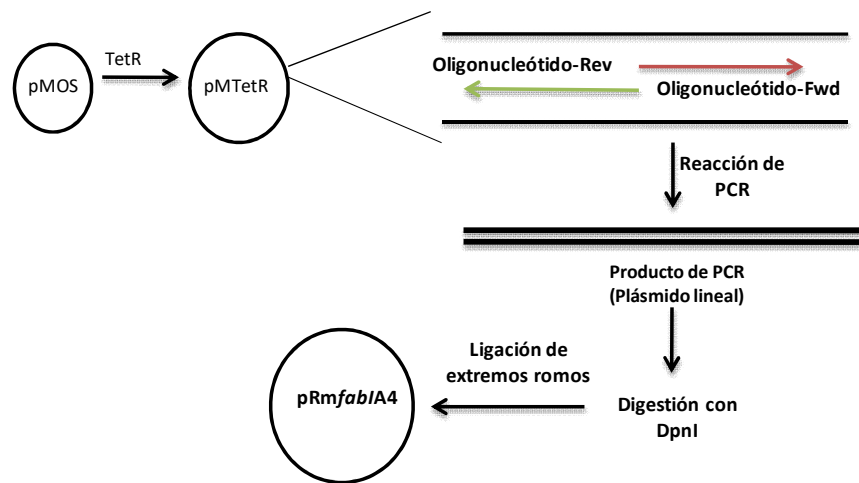 pMOS
TetR
pMTetR
Oligonucleótido-Rev
Oligonucleótido-Fwd
Reacción de
PCR
Producto de PCR
(Plásmido lineal)
Ligación de
extremos romos
pRmfabIA4
Digestión con
DpnI